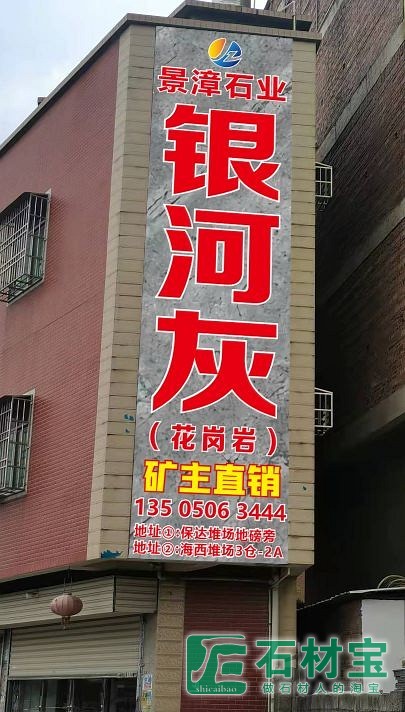 景漳石业
银河灰
（花岗岩）
矿主直销
135 0506 3444
地址①:保达堆场地磅旁
地址②:海西堆场3仓-2A
石材宝
Shicaibao
做石材人的淘宝